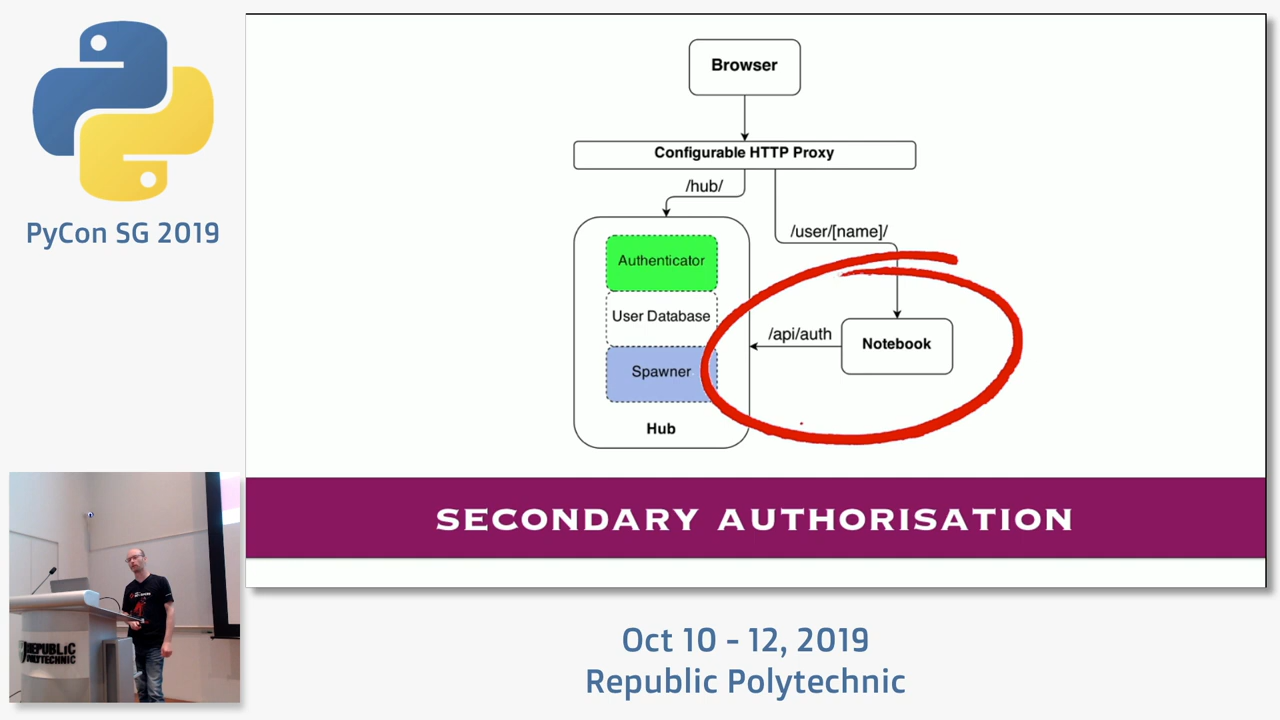 PyCon SG 2019
Browser
Configurable HTTP Proxy
/hub/
/user/[name]/
Authenticator
User Database
Spawner
Hub
/api/auth
Notebook
SECONDARY AUTHORISATION
REPUBLIC
POLYTECHNIC
Oct 10 - 12, 2019
Republic Polytechnic